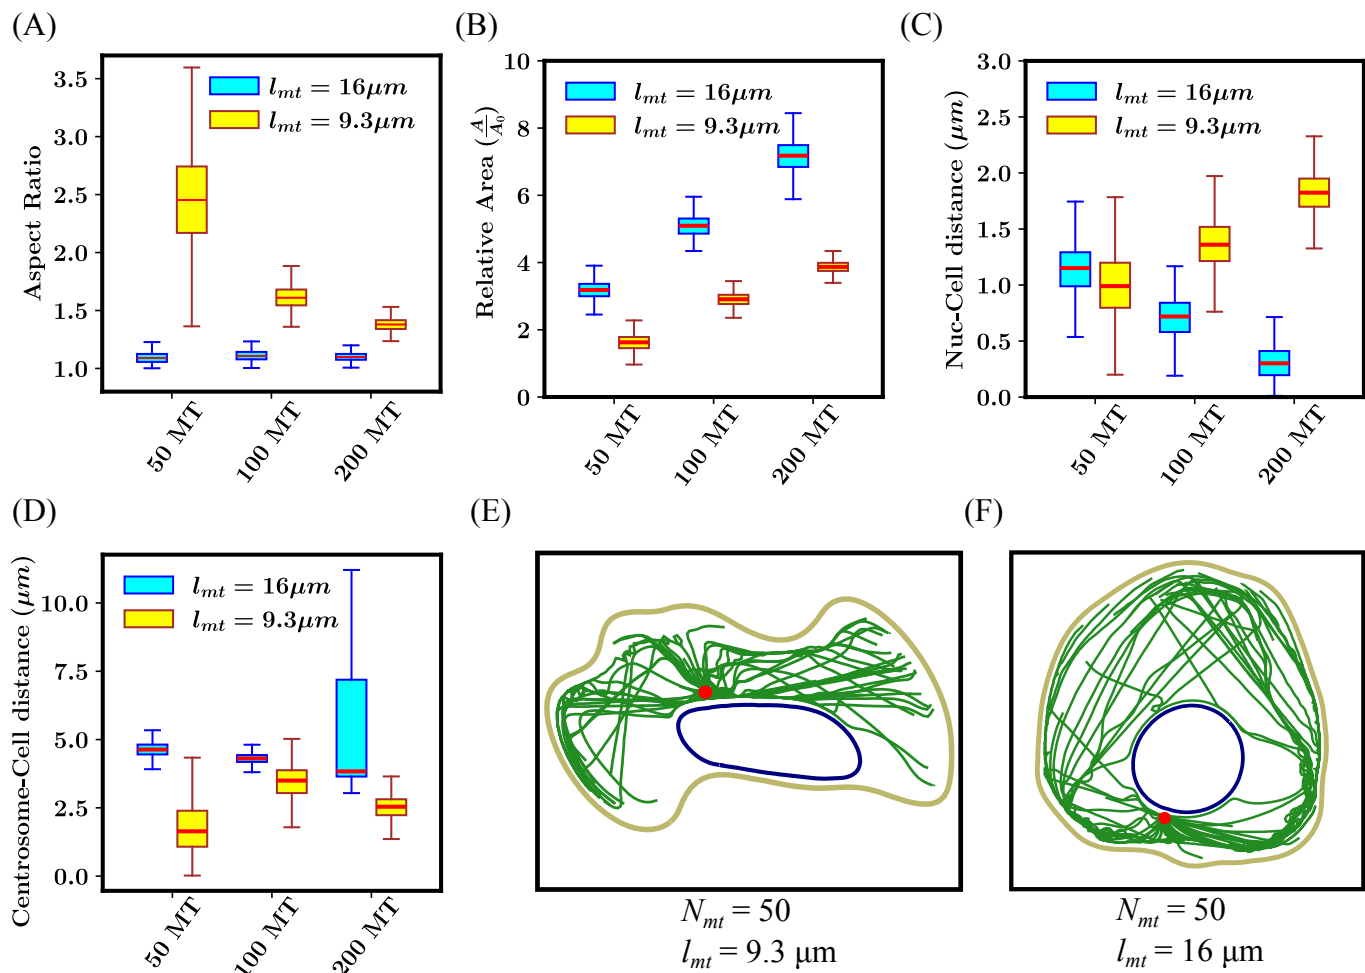 (A)
Aspect Ratio
3.5
3.0
2.5
2.0
1.5
1.0
l_mt = 16μm
l_mt = 9.3μm
50 MT
100 MT
200 MT
(B)
Relative Area (A/A₀)
10
8
6
4
2
0
l_mt = 16μm
l_mt = 9.3μm
50 MT
100 MT
200 MT
(C)
Nuc-Cell distance (μm)
3.0
2.5
2.0
1.5
1.0
0.5
0.0
l_mt = 16μm
l_mt = 9.3μm
50 MT
100 MT
200 MT
(D)
Centrosome-Cell distance (μm)
10.0
7.5
5.0
2.5
0.0
l_mt = 16μm
l_mt = 9.3μm
50 MT
100 MT
200 MT
(E)
N_mt = 50
l_mt = 9.3 μm
(F)
N_mt = 50
l_mt = 16 μm